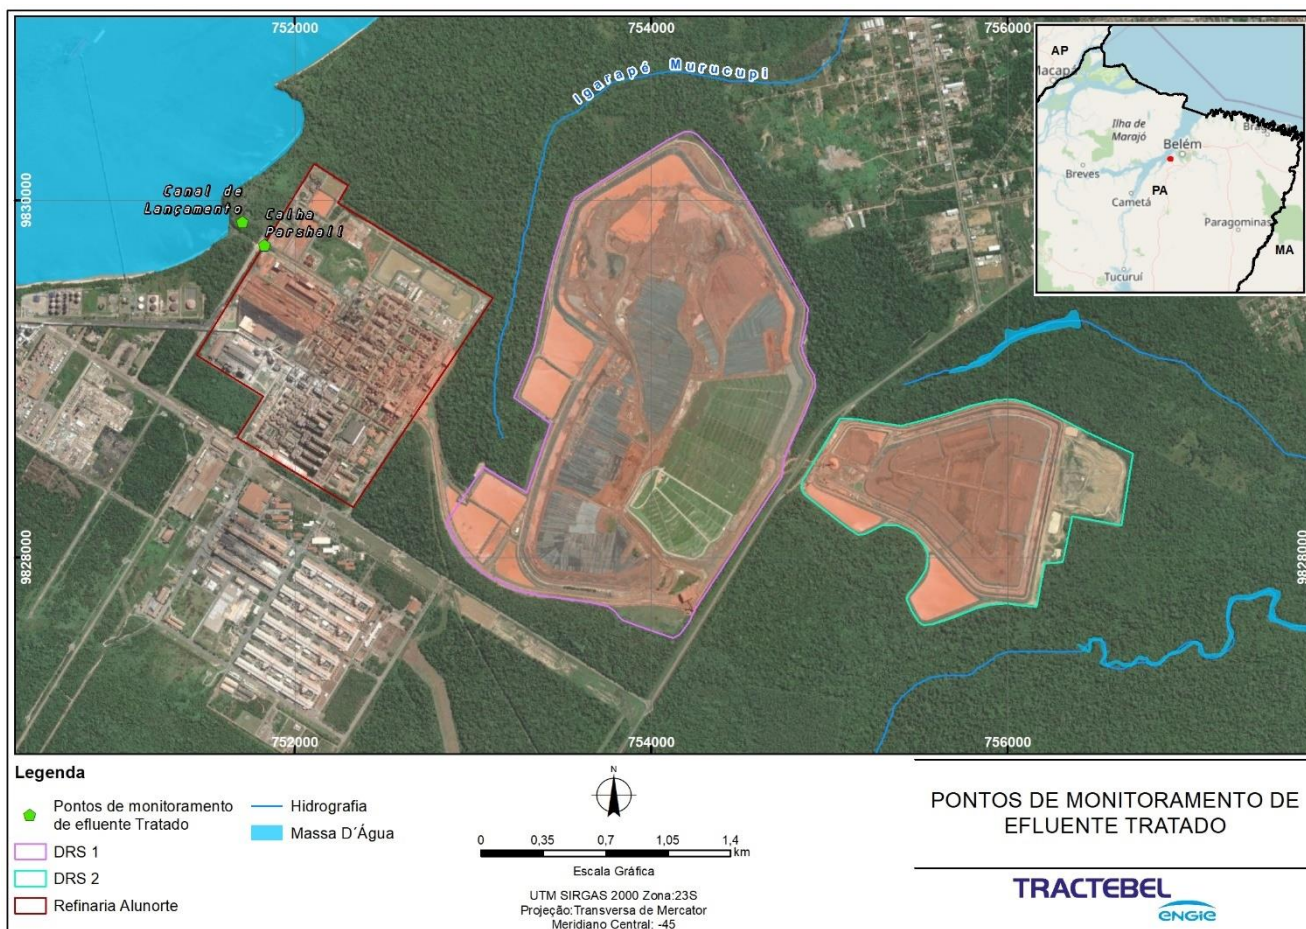 752000
754000
756000
9830000
9828000
Igarapé Murucupi
Canal de
Lançamento
Calha
Parshall
AP
Ilha de
Marajó
Belém
Breves
PA
Cametá
Paragominas
MA
Tucuruí
9830000
9828000
752000
754000
756000
Legenda
Pontos de monitoramento
de efluente Tratado
DRS 1
DRS 2
Refinaria Alunorte
Hidrografia
Massa D´Água
N
0 0,35 0,7 1,05 1,4
km
Escala Gráfica
UTM SIRGAS 2000 Zona:23S
Projeção:Transversa de Mercator
Meridiano Central: -45
PONTOS DE MONITORAMENTO DE
EFLUENTE TRATADO
TRACTEBEL
ENGIE